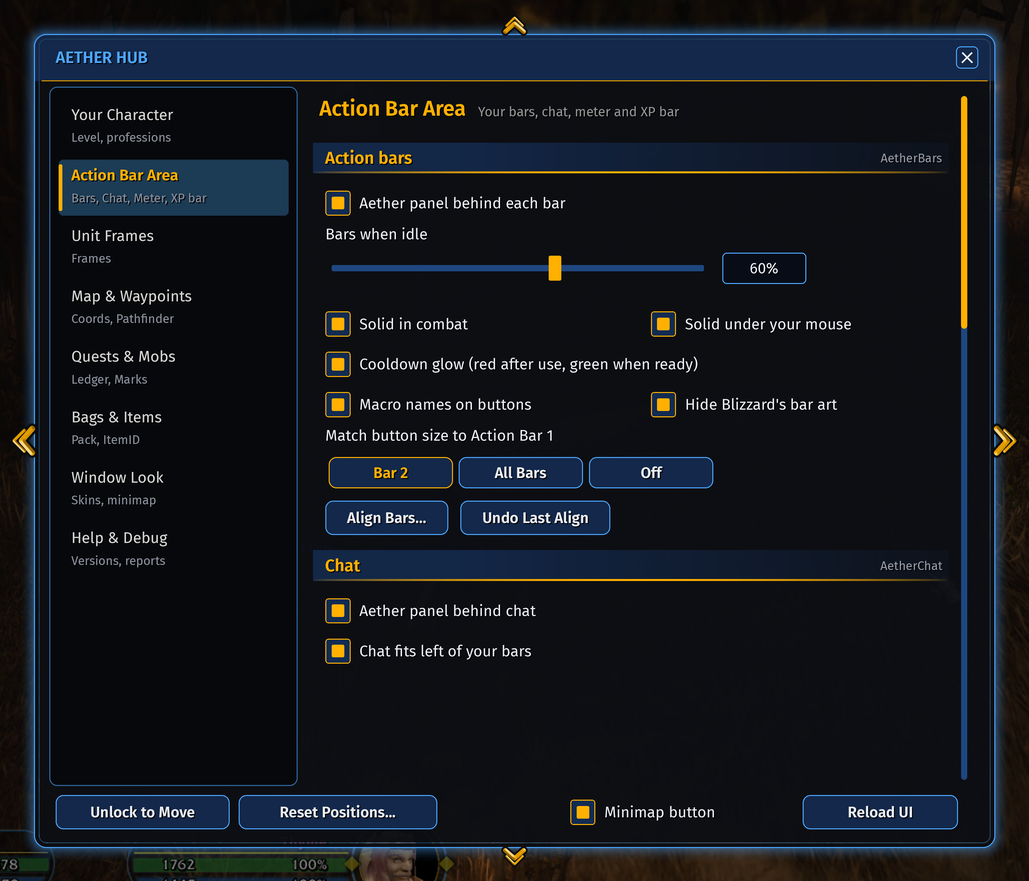 AETHER HUB
Your Character
Level, professions
Action Bar Area
Bars, Chat, Meter, XP bar
Unit Frames
Frames
Map & Waypoints
Coords, Pathfinder
Quests & Mobs
Ledger, Marks
Bags & Items
Pack, ItemID
Window Look
Skins, minimap
Help & Debug
Versions, reports
Action Bar Area Your bars, chat, meter and XP bar
Action bars AetherBars
Aether panel behind each bar
Bars when idle
60%
Solid in combat Solid under your mouse
Cooldown glow (red after use, green when ready)
Macro names on buttons Hide Blizzard's bar art
Match button size to Action Bar 1
Bar 2 All Bars Off
Align Bars... Undo Last Align
Chat AetherChat
Aether panel behind chat
Chat fits left of your bars
Unlock to Move Reset Positions... Minimap button Reload UI
78 1762 100%